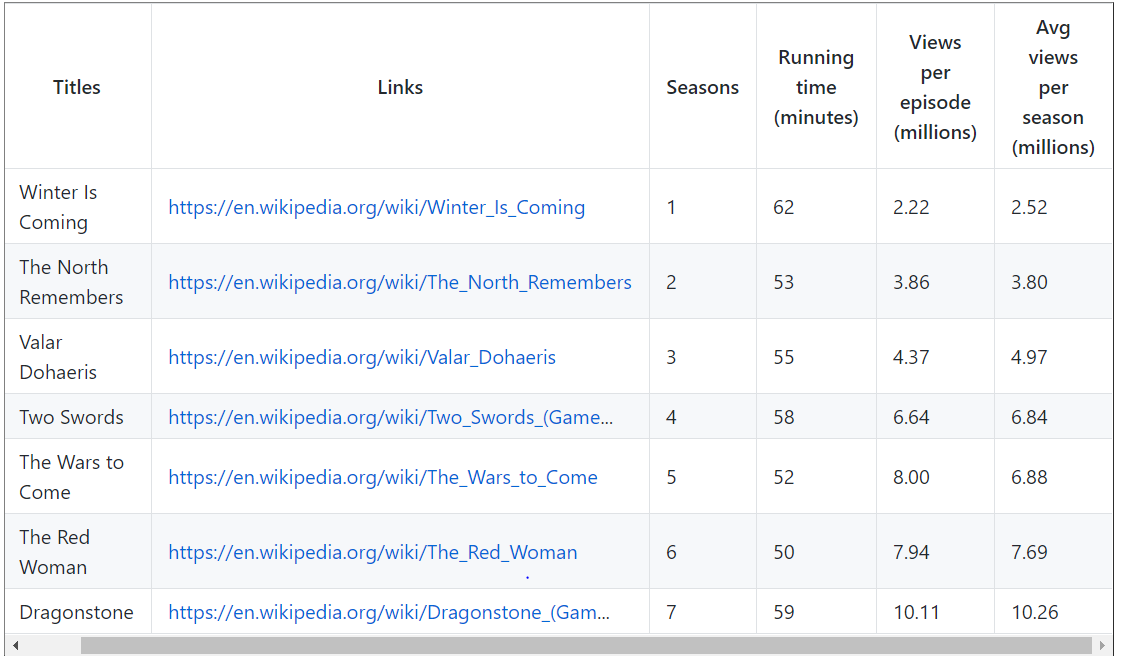 Titles
Links
Seasons
Running
time
(minutes)
Views
per
episode
(millions)
Avg
views
per
season
(millions)
Winter Is
Coming
https://en.wikipedia.org/wiki/Winter_Is_Coming
1
62
2.22
2.52
The North
Remembers
https://en.wikipedia.org/wiki/The_North_Remembers
2
53
3.86
3.80
Valar
Dohaeris
https://en.wikipedia.org/wiki/Valar_Dohaeris
3
55
4.37
4.97
Two Swords
https://en.wikipedia.org/wiki/Two_Swords_(Game...
4
58
6.64
6.84
The Wars to
Come
https://en.wikipedia.org/wiki/The_Wars_to_Come
5
52
8.00
6.88
The Red
Woman
https://en.wikipedia.org/wiki/The_Red_Woman
6
50
7.94
7.69
Dragonstone
https://en.wikipedia.org/wiki/Dragonstone_(Gam...
7
59
10.11
10.26